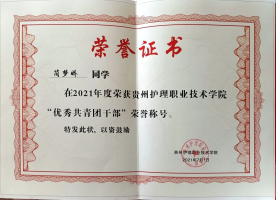 荣誉证书
同学
在2021年度荣获贵州护理职业技术学院
“优秀共青团干部”荣誉称号。
特发此状，以资鼓励
贵州护理职业技术学院